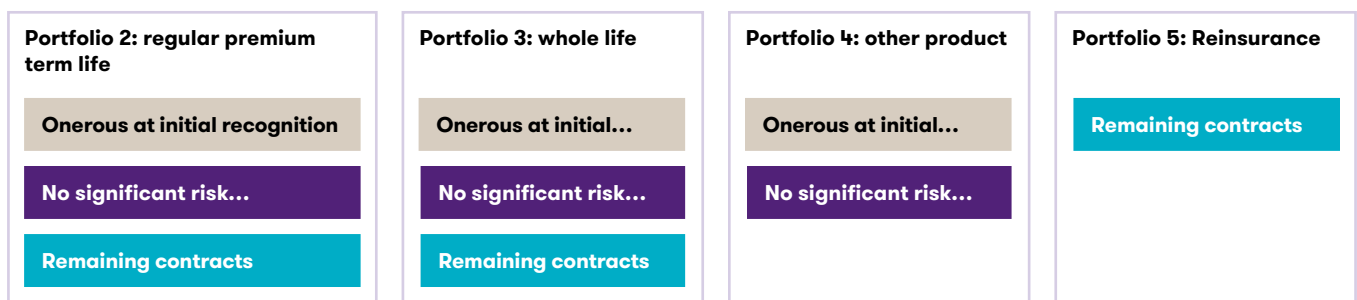 Portfolio 2: regular premium
term life
Onerous at initial recognition
No significant risk...
Remaining contracts
Portfolio 3: whole life
Onerous at initial...
No significant risk...
Remaining contracts
Portfolio 4: other product
Onerous at initial...
No significant risk...
Portfolio 5: Reinsurance
Remaining contracts